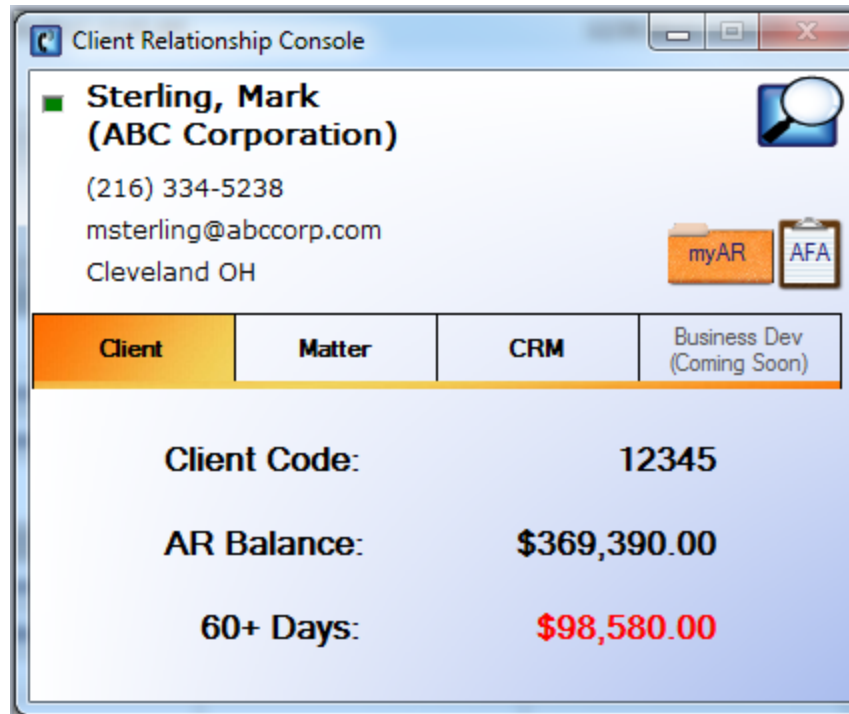 Client Relationship Console
Sterling, Mark
(ABC Corporation)
(216) 334-5238
msterling@abccorp.com
Cleveland OH
myAR
AFA
Client
Matter
CRM
Business Dev
(Coming Soon)
Client Code: 12345
AR Balance: $369,390.00
60+ Days: $98,580.00